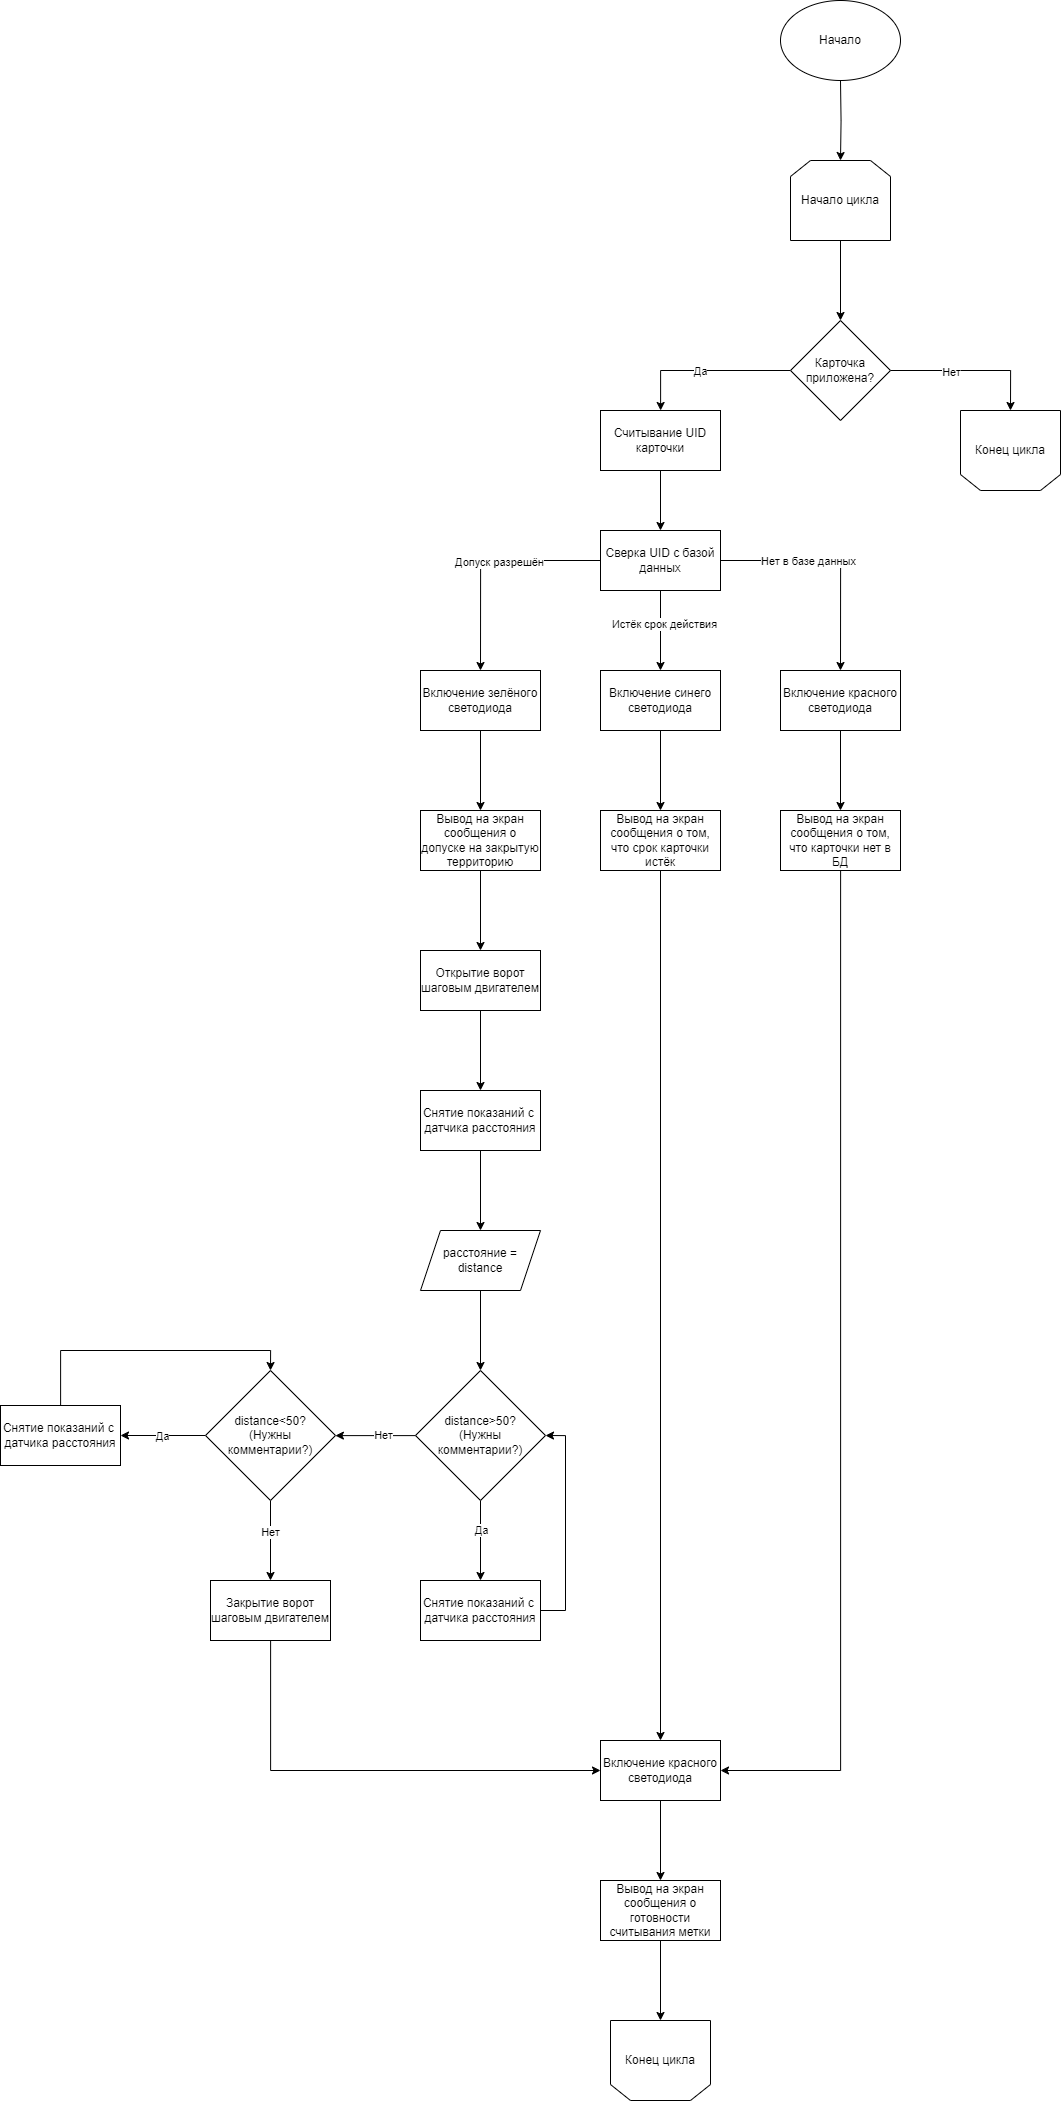 Начало
Начало цикла
Карточка
приложена?
Да
Нет
Считывание UID
карточки
Конец цикла
Сверка UID с базой
данных
Допуск разрешён
Нет в базе данных
Истёк срок действия
Включение зелёного
светодиода
Включение синего
светодиода
Включение красного
светодиода
Вывод на экран
сообщения о
допуске на закрытую
территорию
Вывод на экран
сообщения о том,
что срок карточки
истёк
Вывод на экран
сообщения о том,
что карточки нет в
БД
Открытие ворот
шаговым двигателем
Снятие показаний с
датчика расстояния
расстояние =
distance
Снятие показаний с
датчика расстояния
Да
distance<50?
(Нужны
комментарии?)
Нет
distance>50?
(Нужны
комментарии?)
Нет
Да
Закрытие ворот
шаговым двигателем
Снятие показаний с
датчика расстояния
Включение красного
светодиода
Вывод на экран
сообщения о
готовности
считывания метки
Конец цикла